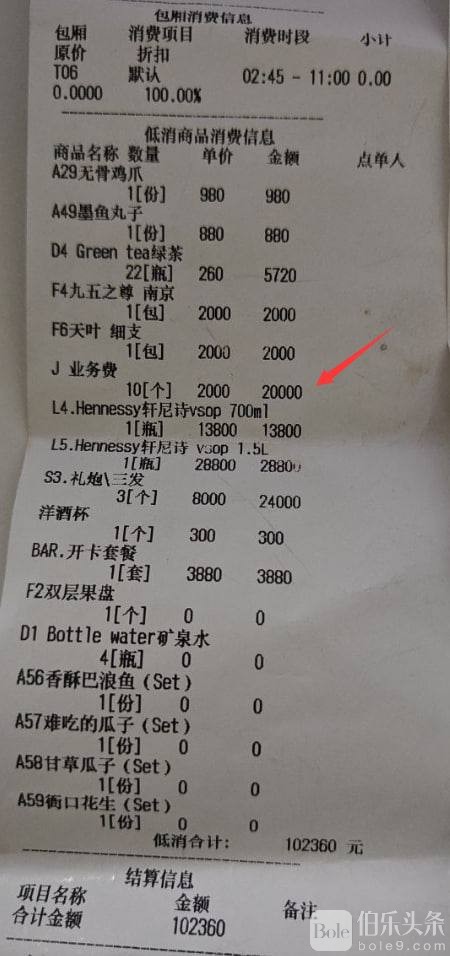 包厢消费信息
包厢 消费项目 消费时段 小计
原价 折扣
T06 默认 02:45 - 11:00 0.00
0.0000 100.00%
低消商品消费信息
商品名称 数量 单价 金额 点单人
A29无骨鸡爪
1[份] 980 980
A49墨鱼丸子
1[份] 880 880
D4 Green tea绿茶
22[瓶] 260 5720
F4九五之尊 南京
1[包] 2000 2000
F6天叶 细支
1[包] 2000 2000
J 业务费
10[个] 2000 20000
L4.Hennessy轩尼诗vsop 700ml
1[瓶] 13800 13800
L5.Hennessy轩尼诗 vsop 1.5L
1[瓶] 28800 28800
S3.礼炮\三发
3[个] 8000 24000
洋酒杯
1[个] 300 300
BAR.开卡套餐
1[套] 3880 3880
F2双层果盘
1[个] 0 0
D1 Bottle water矿泉水
4[瓶] 0 0
A56香酥巴浪鱼(Set)
1[份] 0 0
A57难吃的瓜子(Set)
1[份] 0 0
A58甘草瓜子(Set)
1[份] 0 0
A59衙口花生(Set)
1[份] 0 0
低消合计: 102360 元
结算信息
项目名称 金额 备注
合计金额 102360
Bole 伯乐头条
bole9.com